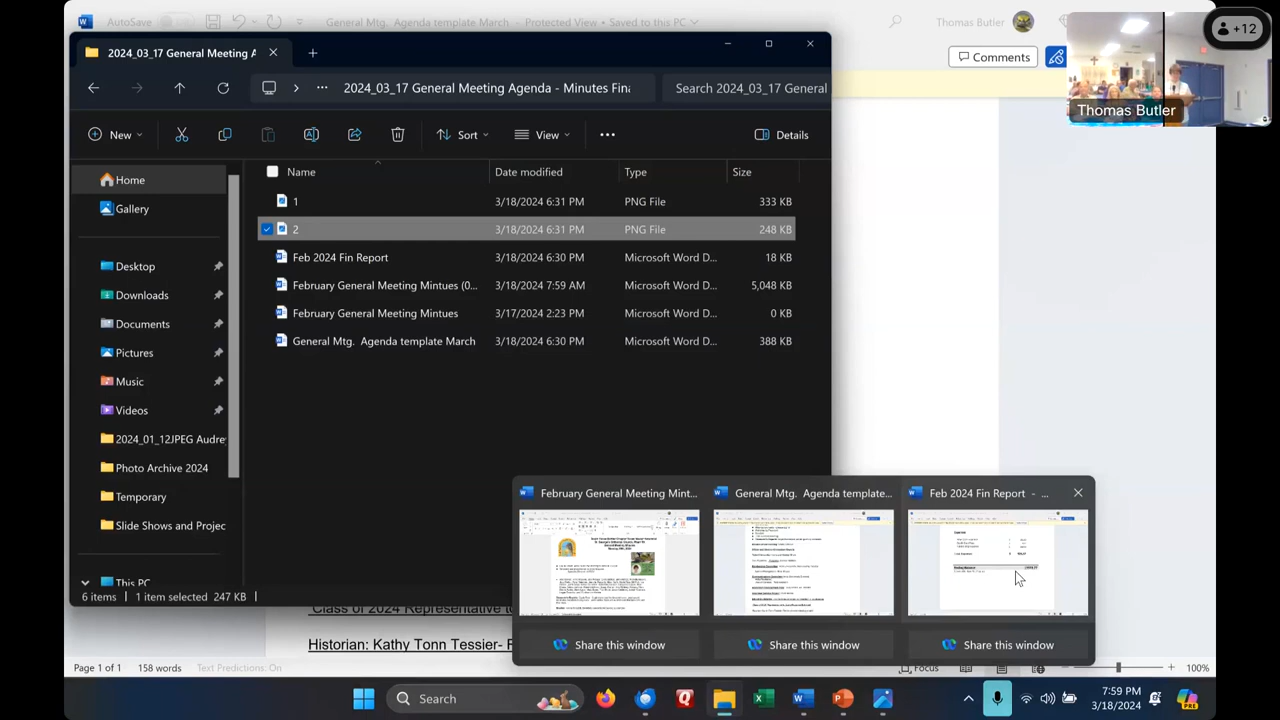 AutoSave
General Mtg. Agenda template March - Protected View • Saved to this PC
Thomas Butler
+12
2024_03_17 General Meeting A
Comments
2024_03_17 General Meeting Agenda - Minutes Fina
Search 2024_03_17 General
Thomas Butler
New
Sort
View
Details
Name
Date modified
Type
Size
Home
Gallery
Desktop
Downloads
Documents
Pictures
Music
Videos
2024_01_12JPEG Audre
Photo Archive 2024
Temporary
Slide Shows and Projec
This PC
1 3/18/2024 6:31 PM PNG File 333 KB
2 3/18/2024 6:31 PM PNG File 248 KB
Feb 2024 Fin Report 3/18/2024 6:30 PM Microsoft Word D... 18 KB
February General Meeting Mintues (0... 3/18/2024 7:59 AM Microsoft Word D... 5,048 KB
February General Meeting Mintues 3/17/2024 2:23 PM Microsoft Word D... 0 KB
General Mtg. Agenda template March 3/18/2024 6:30 PM Microsoft Word D... 388 KB
items 1 item selected 247 KB
February General Meeting Mint...
General Mtg. Agenda template...
Feb 2024 Fin Report - ...
Share this window
Share this window
Share this window
Class of 2024 Representative
Historian: Kathy Tonn Tessier-
Page 1 of 1
158 words
Text Predictions: On
Focus
100%
Search
7:59 PM
3/18/2024
PRE